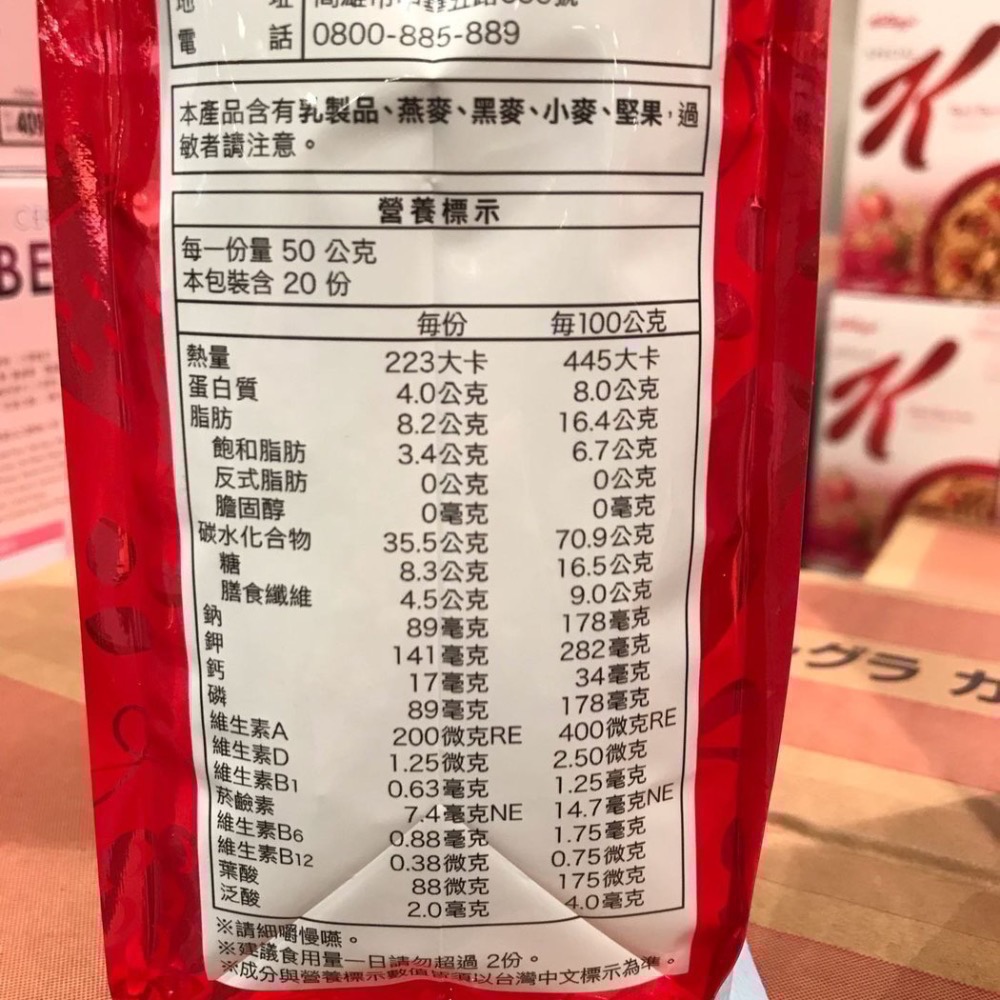 電 話 0800-885-889
本產品含有乳製品、燕麥、黑麥、小麥、堅果，過
敏者請注意。
營養標示
每一份量 50 公克
本包裝含 20 份
每份 每100公克
熱量 223大卡 445大卡
蛋白質 4.0公克 8.0公克
脂肪 8.2公克 16.4公克
飽和脂肪 3.4公克 6.7公克
反式脂肪 0公克 0公克
膽固醇 0毫克 0毫克
碳水化合物 35.5公克 70.9公克
糖 8.3公克 16.5公克
膳食纖維 4.5公克 9.0公克
鈉 89毫克 178毫克
鉀 141毫克 282毫克
鈣 17毫克 34毫克
磷 89毫克 178毫克
維生素A 200微克RE 400微克RE
維生素D 1.25微克 2.50微克
維生素B1 0.63毫克 1.25毫克
菸鹼素 7.4毫克NE 14.7毫克NE
維生素B6 0.88毫克 1.75毫克
維生素B12 0.38微克 0.75微克
葉酸 88微克 175微克
泛酸 2.0毫克 4.0毫克
※請細嚼慢嚥。
※建議食用量一日請勿超過 2份。
※成分與營養標示數值皆須以台灣中文標示為準。
BE
K
K
グラ カ